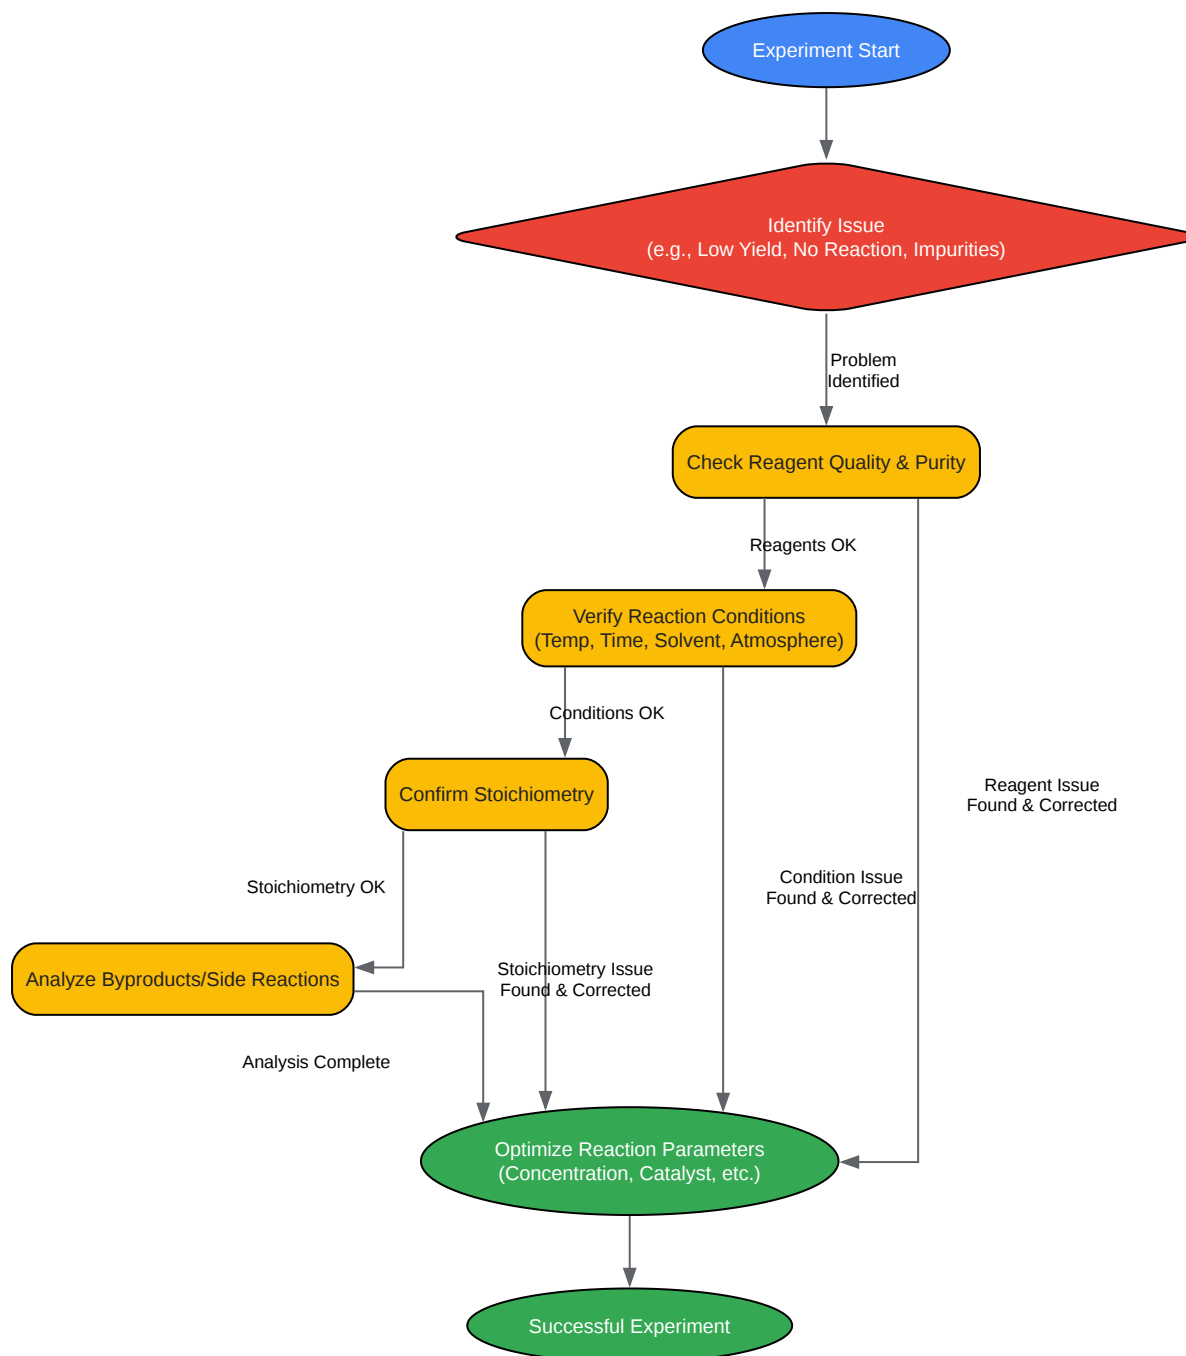 Experiment Start
Identify Issue
(e.g., Low Yield, No Reaction, Impurities)
Problem
Identified
Check Reagent Quality & Purity
Reagents OK
Verify Reaction Conditions
(Temp, Time, Solvent, Atmosphere)
Conditions OK
Confirm Stoichiometry
Reagent Issue
Found & Corrected
Condition Issue
Found & Corrected
Stoichiometry OK
Stoichiometry Issue
Found & Corrected
Analyze Byproducts/Side Reactions
Analysis Complete
Optimize Reaction Parameters
(Concentration, Catalyst, etc.)
Successful Experiment